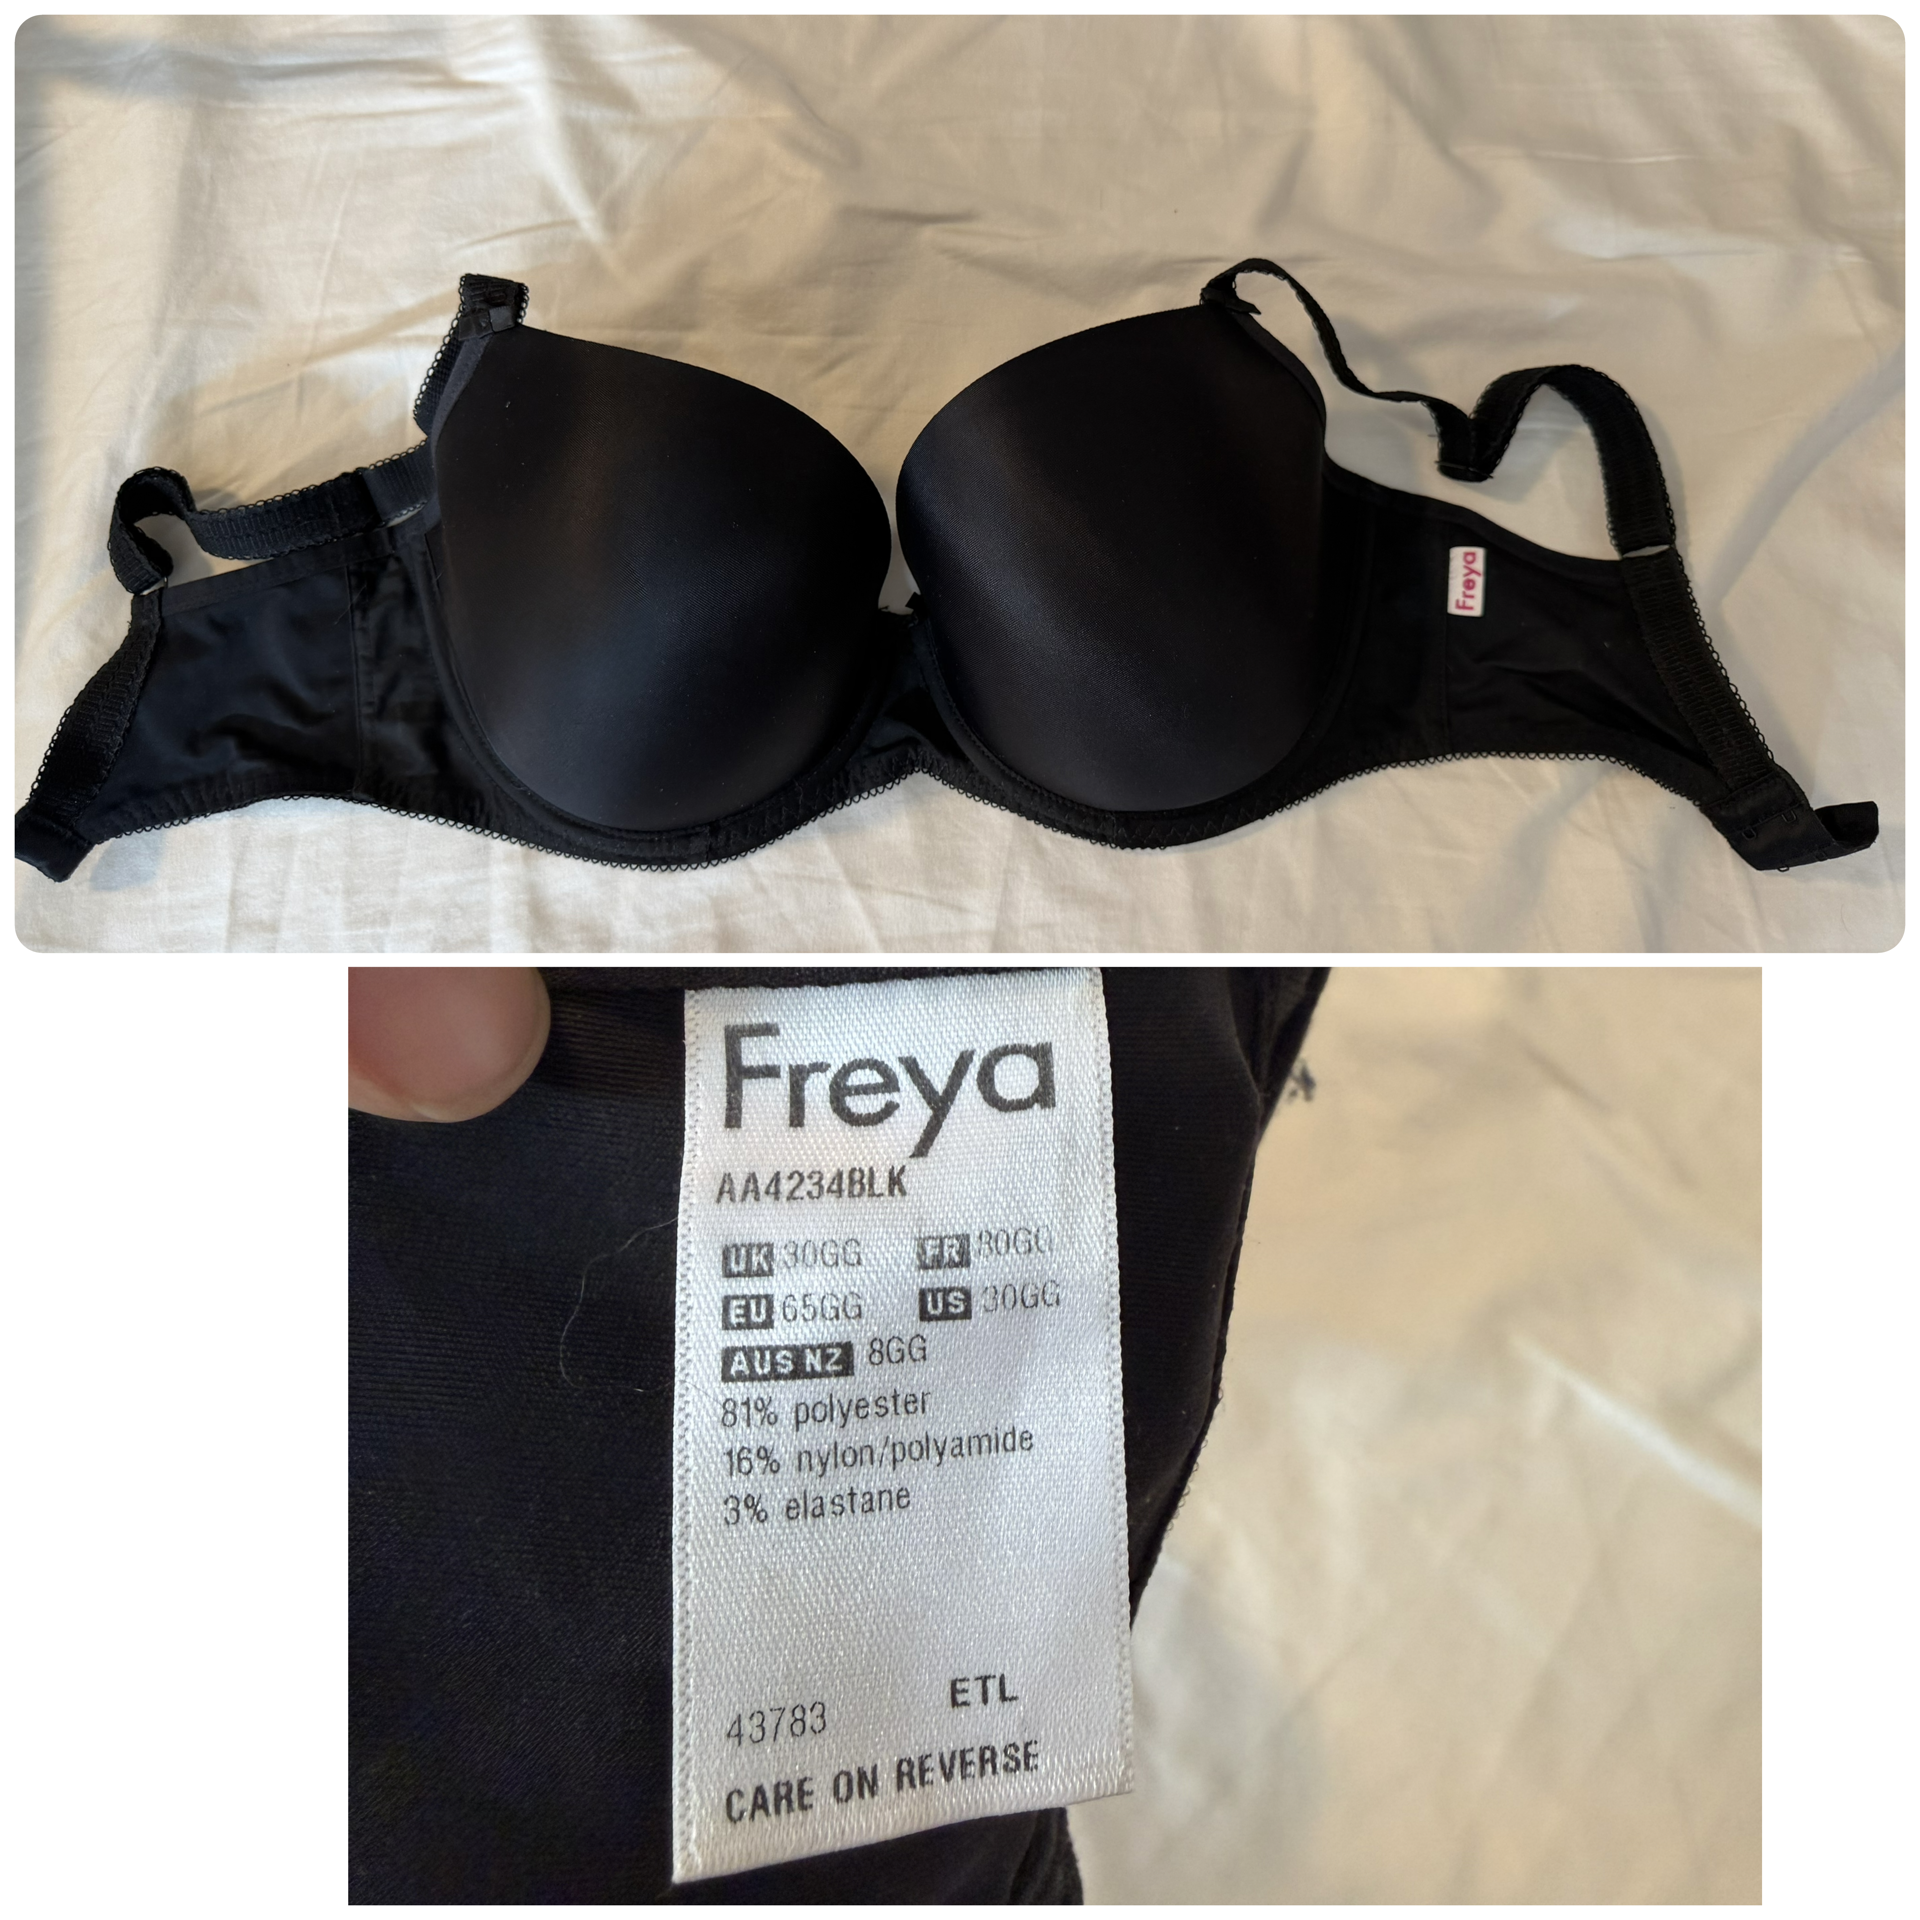 Freya
Freya
AA4234BLK
UK 30GG FR 80GG
EU 65GG US 30GG
AUS NZ 8GG
81% polyester
16% nylon/polyamide
3% elastane
ETL
43783
CARE ON REVERSE